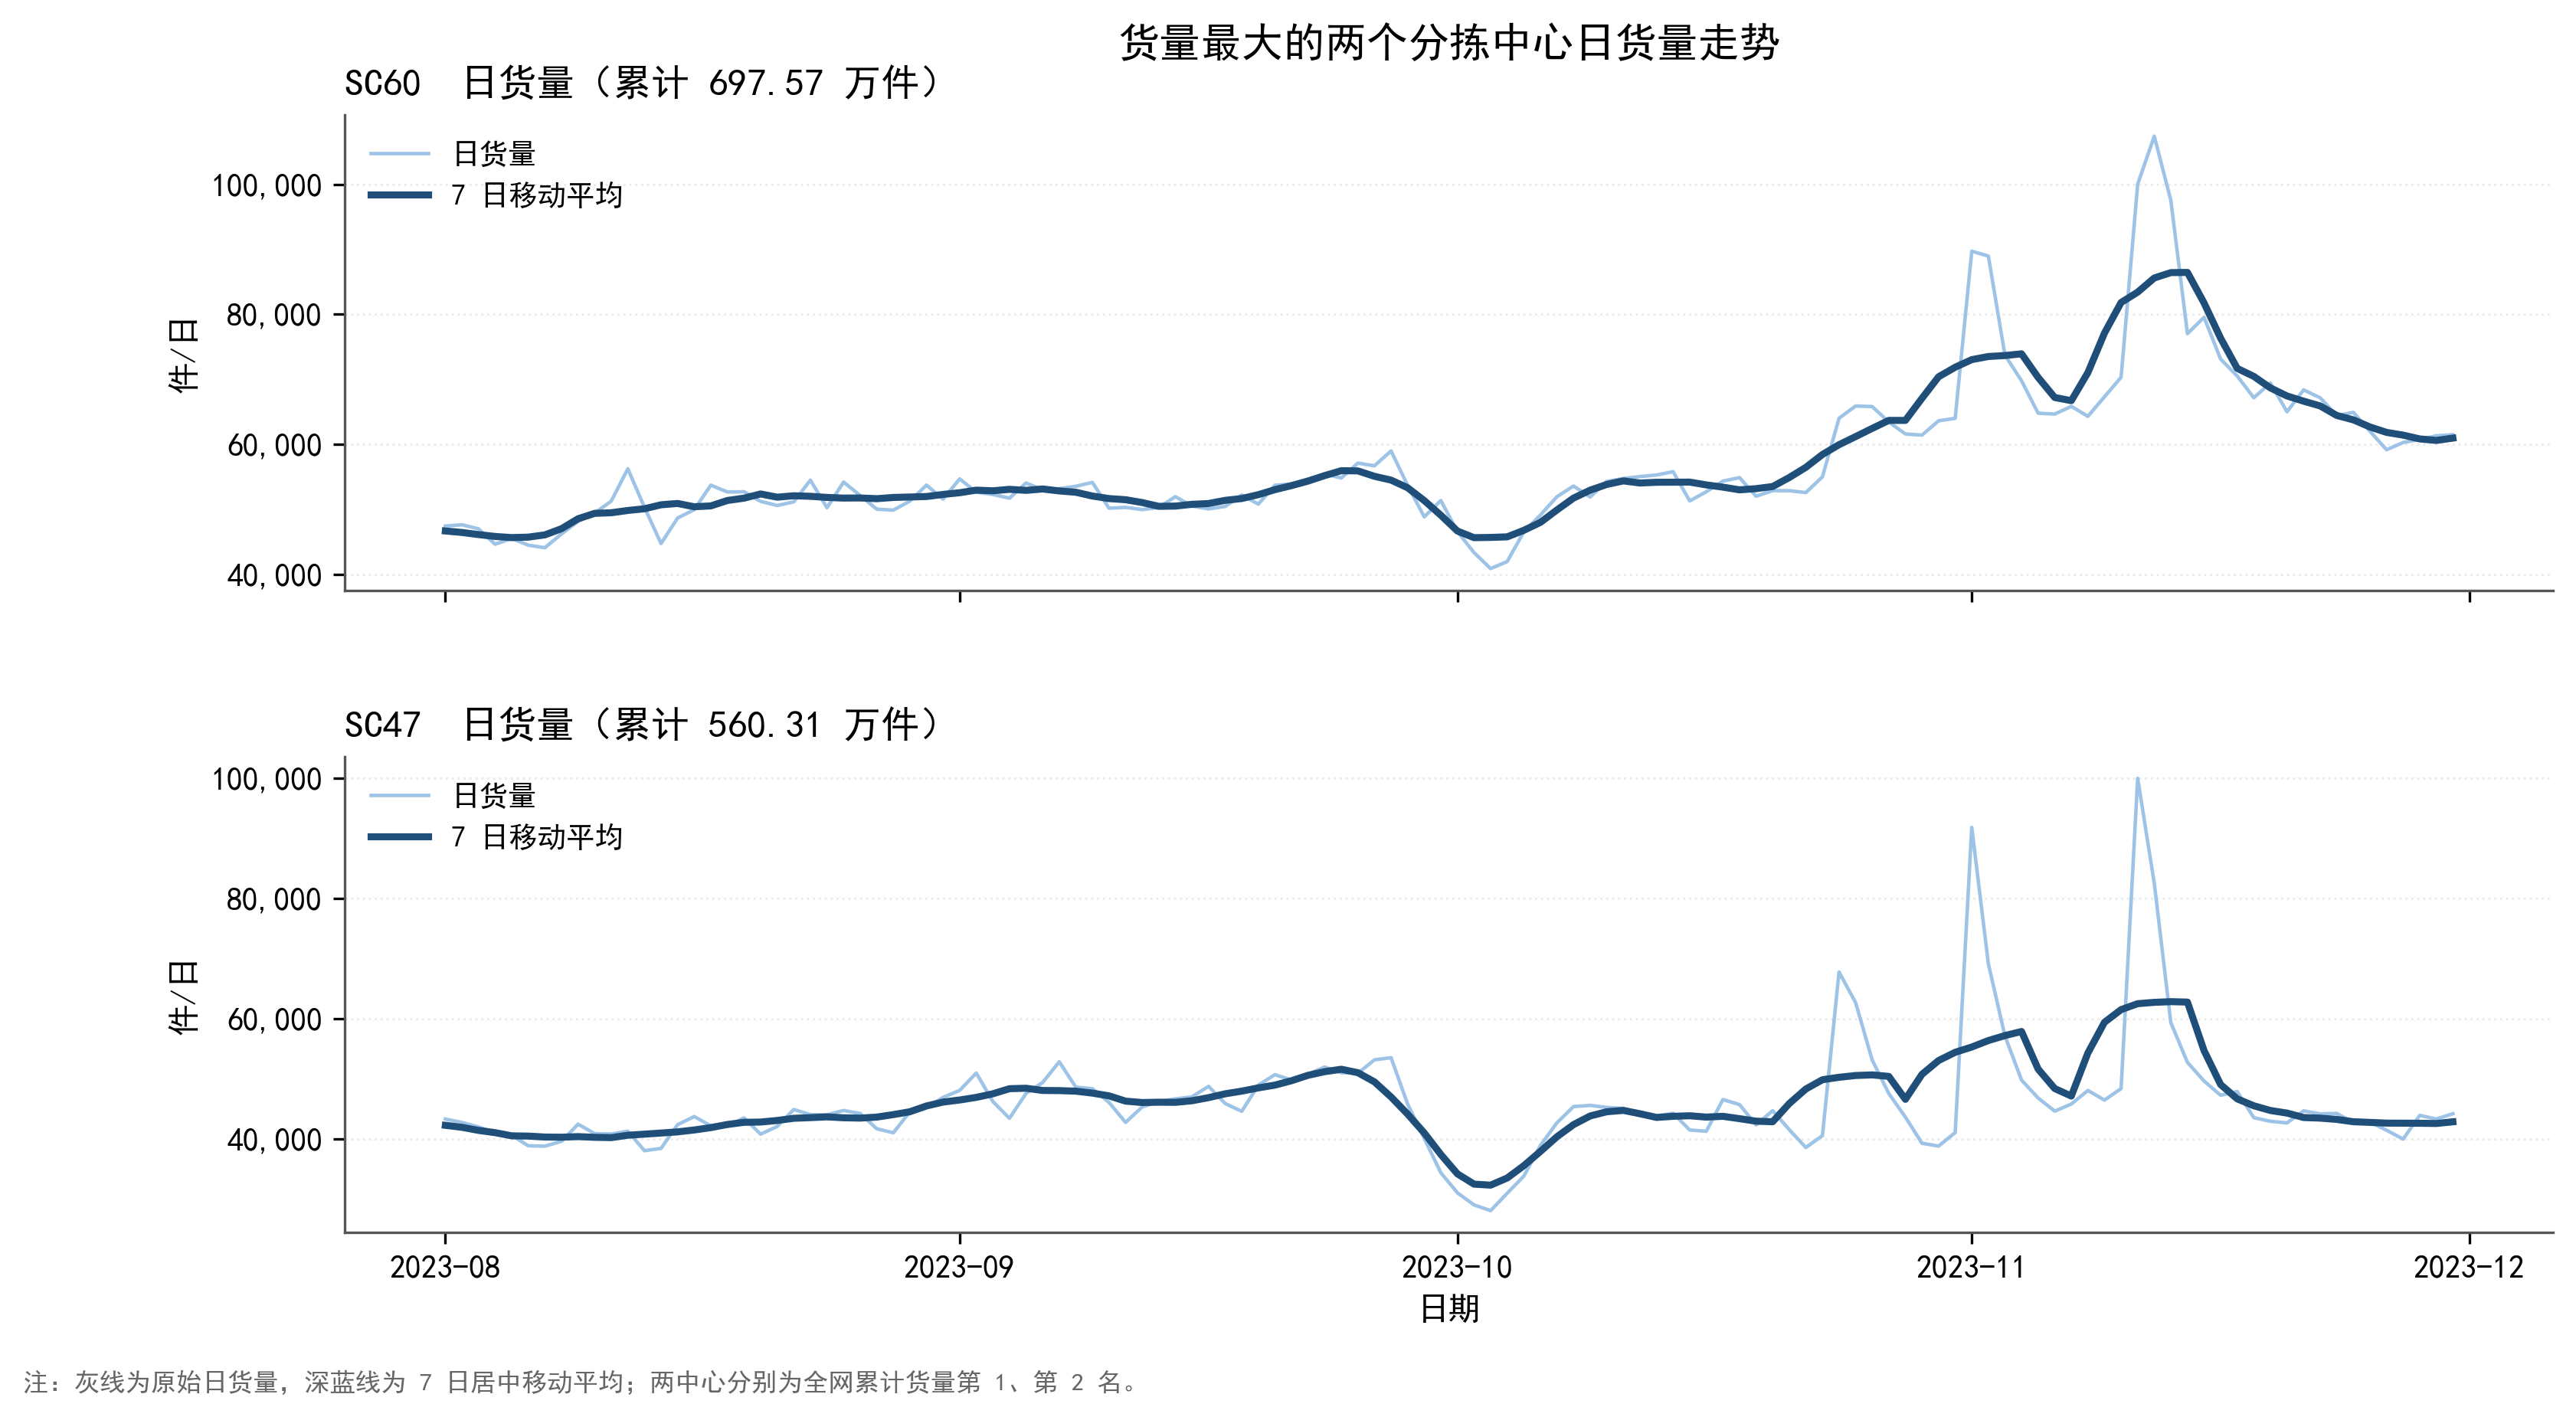 货量最大的两个分拣中心日货量走势
SC60 日货量（累计 697.57 万件）
日货量
7 日移动平均
100,000
80,000
60,000
40,000
件/日
SC47 日货量（累计 560.31 万件）
日货量
7 日移动平均
100,000
80,000
60,000
40,000
件/日
2023-08 2023-09 2023-10 2023-11 2023-12
日期
注：灰线为原始日货量，深蓝线为 7 日居中移动平均；两中心分别为全网累计货量第 1、第 2 名。